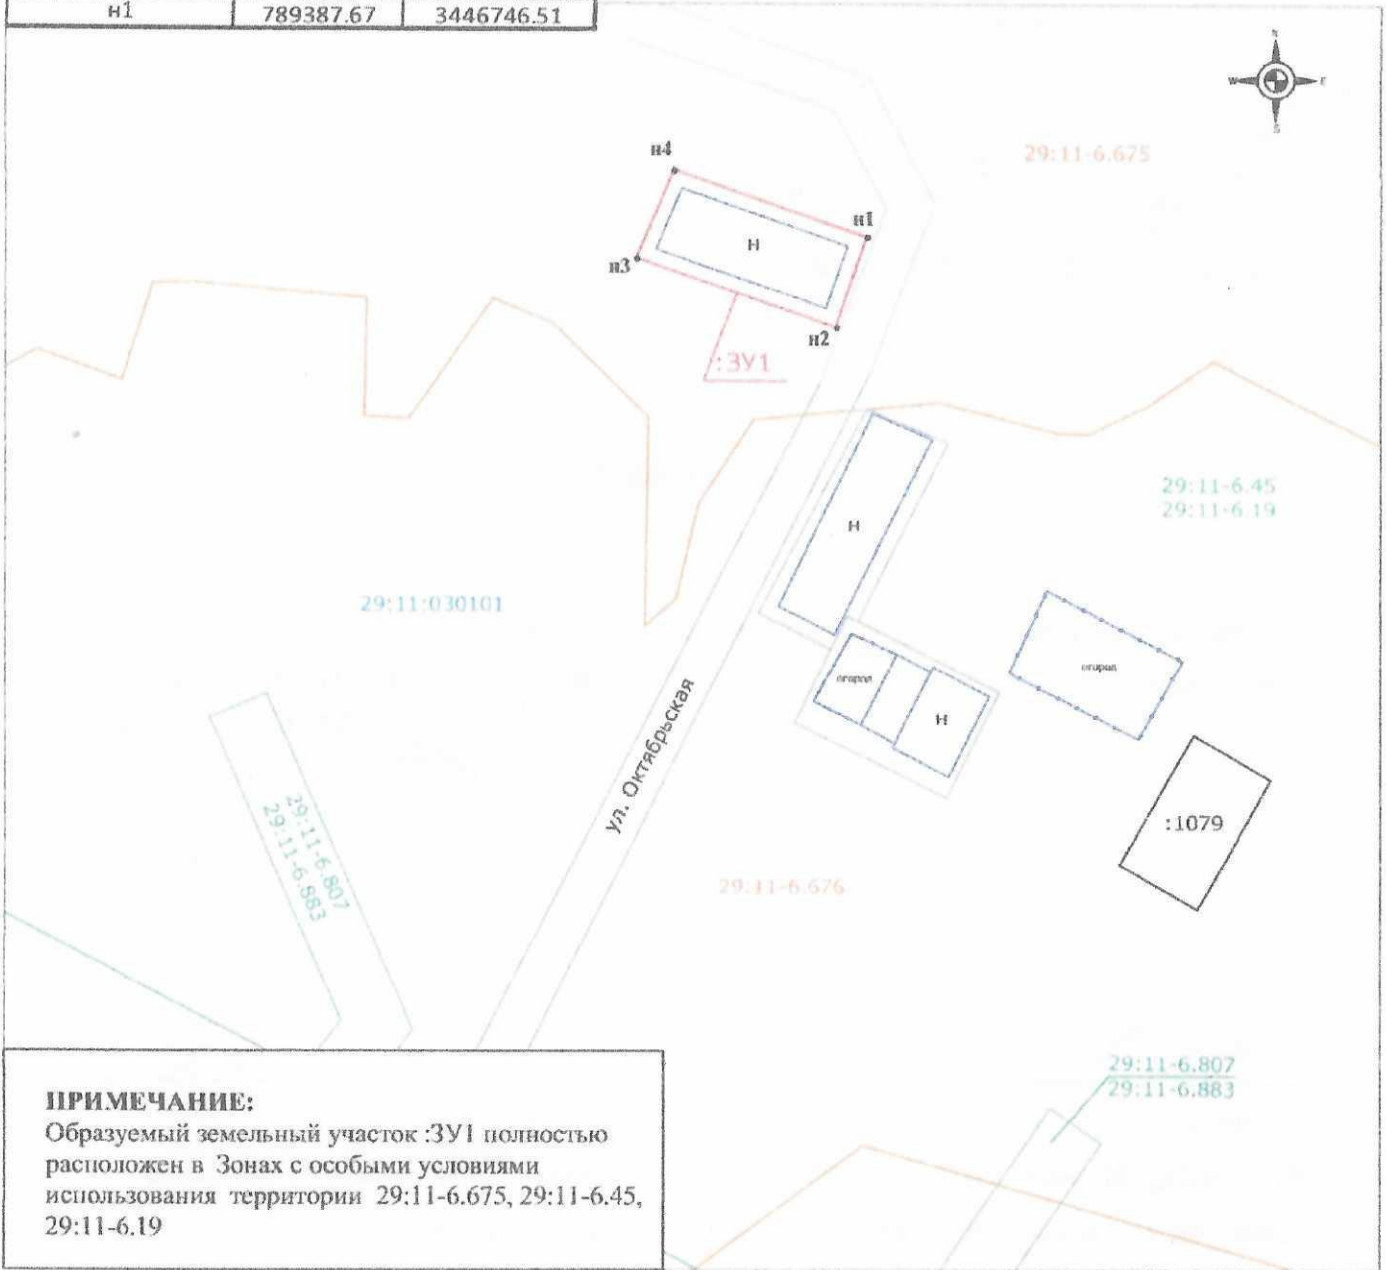 н1 789387.67 3446746.51
N
W E
S
29:11-6.675
н4
н1
Н
н3
н2
:ЗУ1
29:11-6.45
29:11-6.19
Н
29:11:030101
огород
огород
Н
ул. Октябрьская
:1079
29:11-6.807
29:11-6.883
29:11-6.676
29:11-6.807
29:11-6.883
ПРИМЕЧАНИЕ:
Образуемый земельный участок :ЗУ1 полностью
расположен в Зонах с особыми условиями
использования территории 29:11-6.675, 29:11-6.45,
29:11-6.19